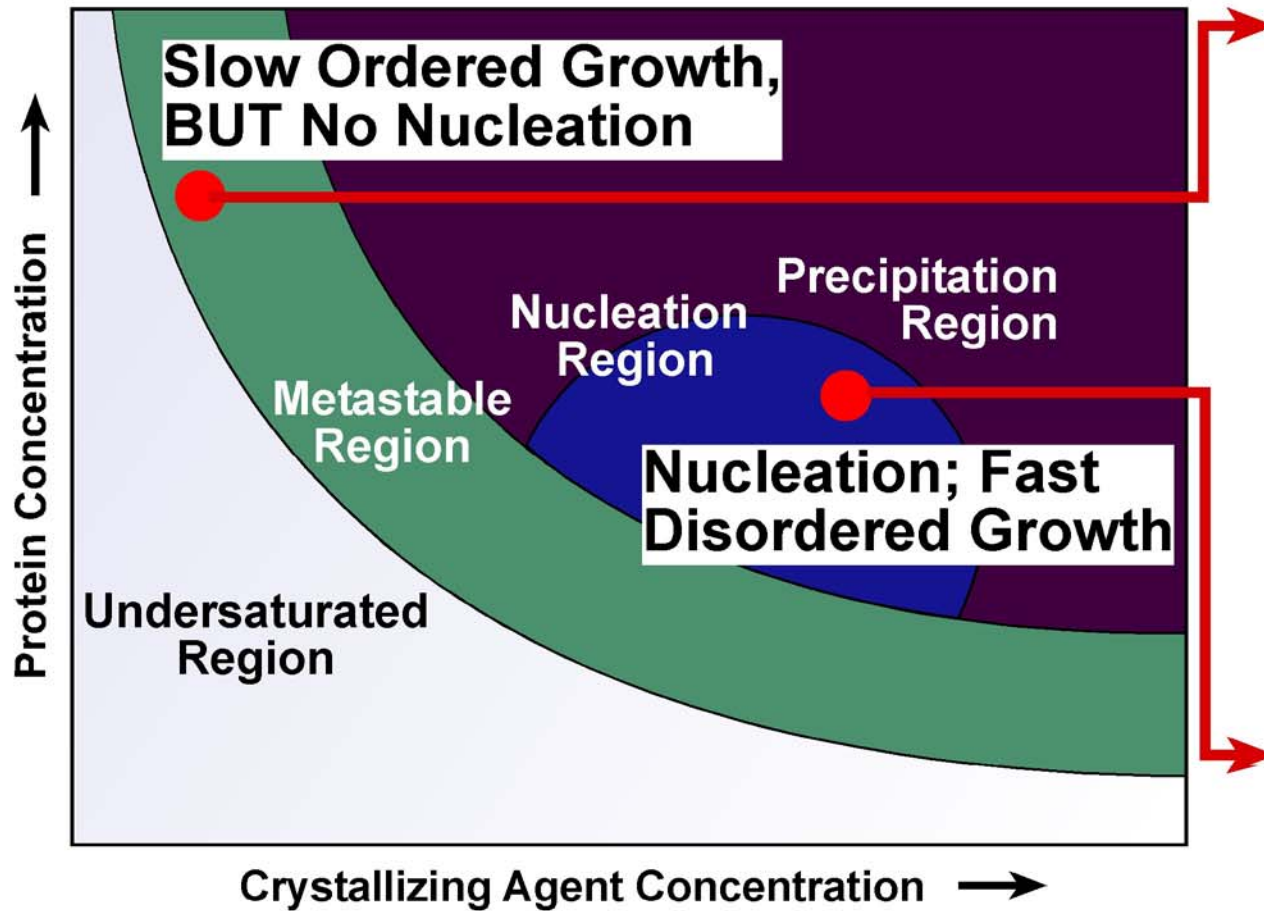 Slow Ordered Growth,
BUT No Nucleation
Precipitation
Region
Nucleation
Region
Metastable
Region
Nucleation; Fast
Disordered Growth
Undersaturated
Region
Protein Concentration
Crystallizing Agent Concentration